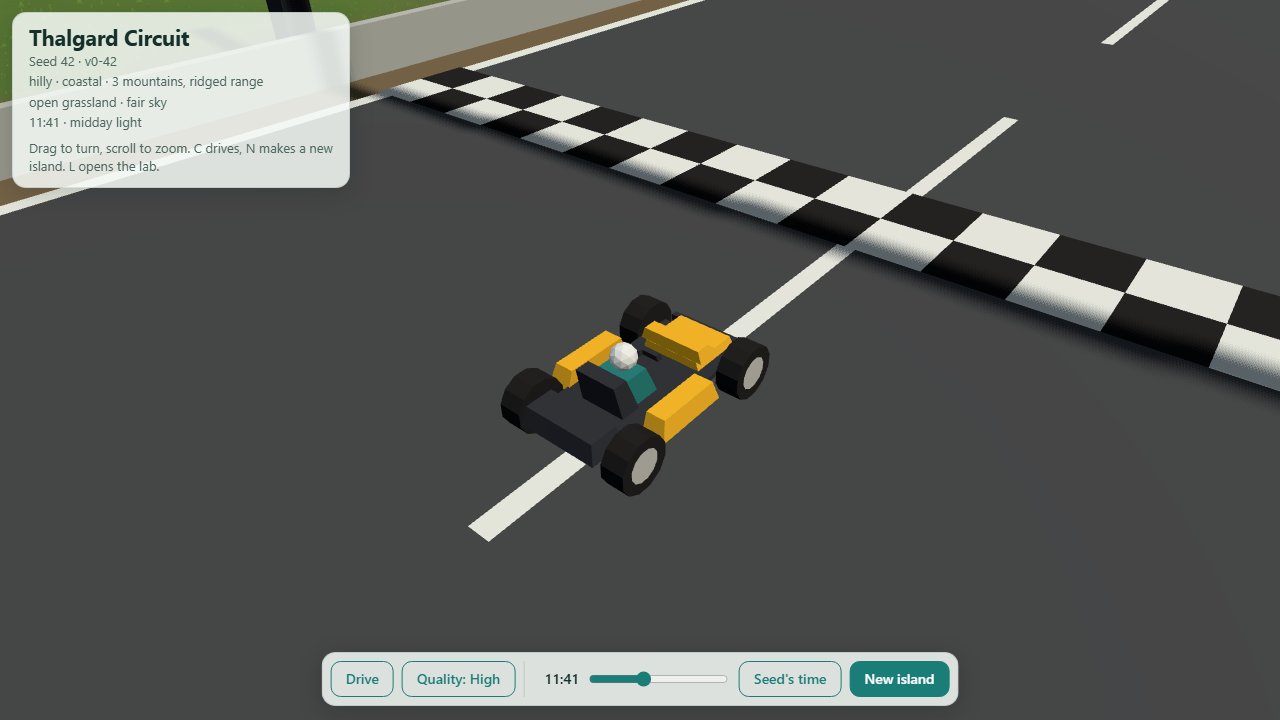 Thalgard Circuit
Seed 42 · v0-42
hilly · coastal · 3 mountains, ridged range
open grassland · fair sky
11:41 · midday light
Drag to turn, scroll to zoom. C drives, N makes a new
island. L opens the lab.
Drive
Quality: High
11:41
Seed's time
New island